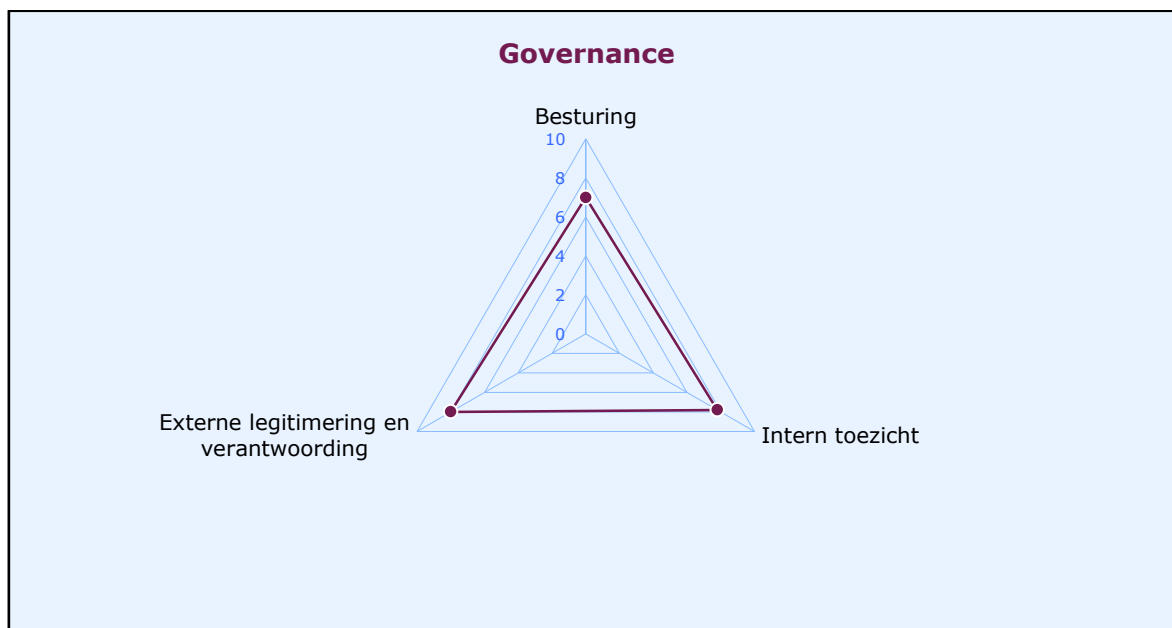 Governance
Besturing
10
8
6
4
2
0
Externe legitimering en
verantwoording
Intern toezicht